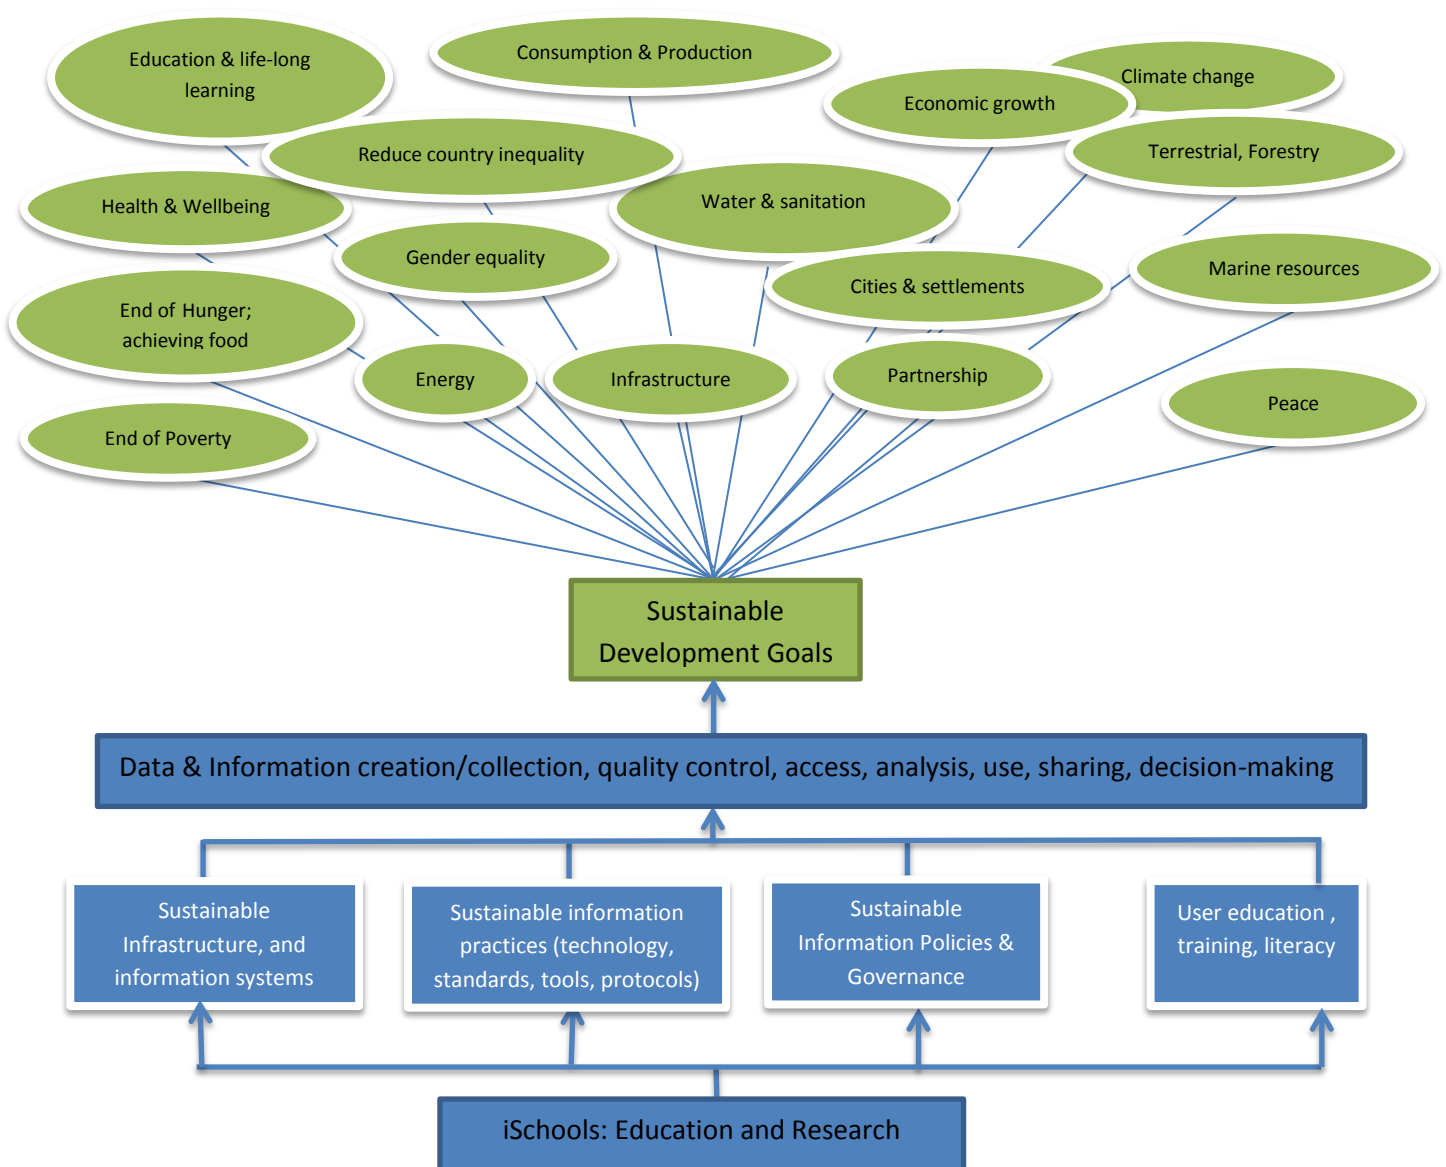 Education & life-long
learning
Consumption & Production
Economic growth
Climate change
Reduce country inequality
Terrestrial, Forestry
Health & Wellbeing
Water & sanitation
Gender equality
Marine resources
Cities & settlements
End of Hunger;
achieving food
Energy
Infrastructure
Partnership
Peace
End of Poverty
Sustainable
Development Goals
Data & Information creation/collection, quality control, access, analysis, use, sharing, decision-making
Sustainable
Infrastructure, and
information systems
Sustainable information
practices (technology,
standards, tools, protocols)
Sustainable
Information Policies &
Governance
User education ,
training, literacy
iSchools: Education and Research